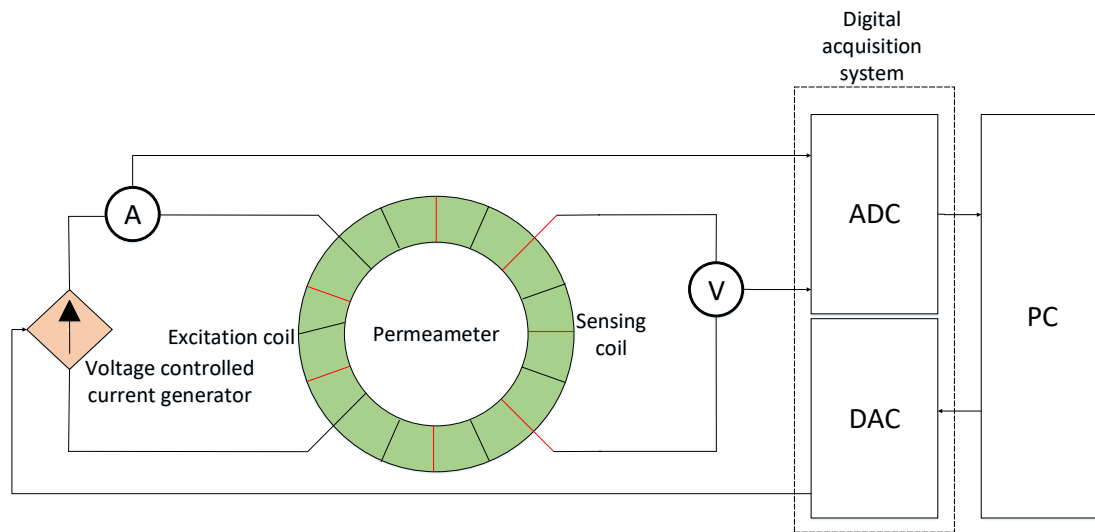 Digital
acquisition
system
A
ADC
V
PC
Excitation coil
Permeameter
Sensing
coil
Voltage controlled
current generator
DAC